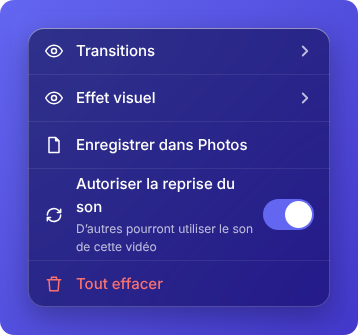 Transitions
Effet visuel
Enregistrer dans Photos
Autoriser la reprise du
son
D'autres pourront utiliser le son
de cette vidéo
Tout effacer